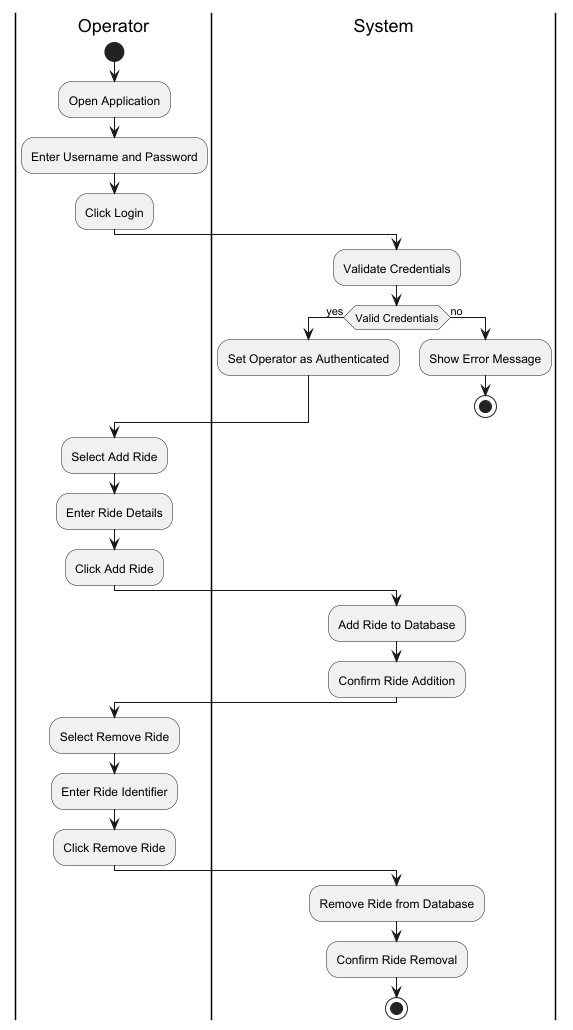 Operator
System
Open Application
Enter Username and Password
Click Login
Validate Credentials
yes
Valid Credentials
no
Set Operator as Authenticated
Show Error Message
Select Add Ride
Enter Ride Details
Click Add Ride
Add Ride to Database
Confirm Ride Addition
Select Remove Ride
Enter Ride Identifier
Click Remove Ride
Remove Ride from Database
Confirm Ride Removal